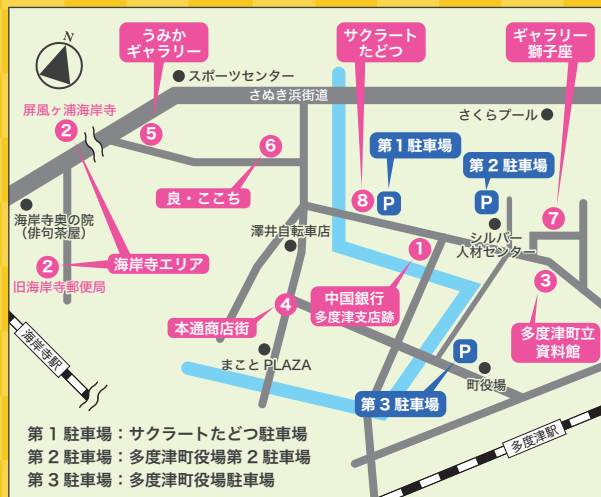 N
うみか
ギャラリー
サクラート
たどつ
ギャラリー
獅子座
スポーツセンター
さぬき浜街道
さくらプール
屏風ヶ浦海岸寺
2
5
6
第1駐車場
第2駐車場
良・ここち
8
P
P
7
海岸寺奥の院
(俳句茶屋)
澤井自転車店
シルバー
人材センター
1
海岸寺エリア
2
旧海岸寺郵便局
3
4
中国銀行
多度津支店跡
本通商店街
多度津町立
資料館
海岸寺駅
まことPLAZA
P
町役場
第3駐車場
多度津駅
第1駐車場:サクラートたどつ駐車場
第2駐車場:多度津町役場第2駐車場
第3駐車場:多度津町役場駐車場